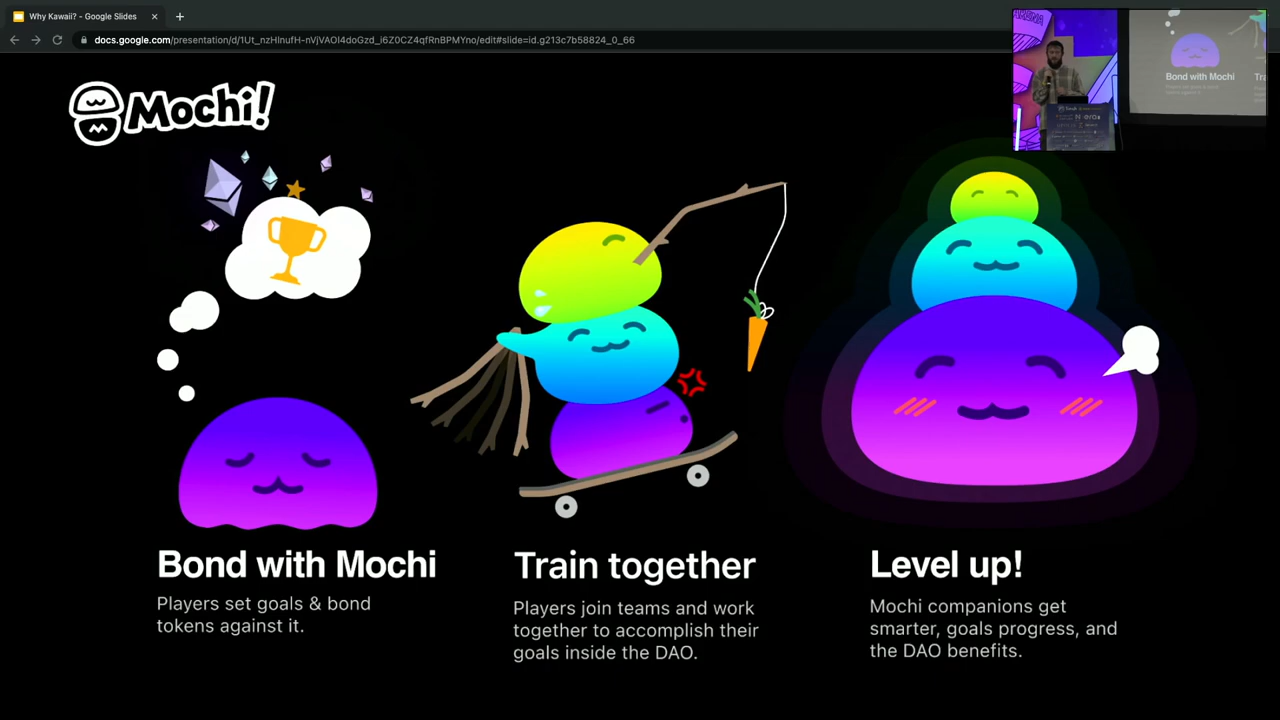 Why Kawaii? - Google Slides
docs.google.com/presentation/d/1Ut_nzHlnufH-nVjVAOI4doGzd_i6Z0CZ4qfRnBPMYno/edit#slide=id.g213c7b58824_0_66
Mochi!
Bond with Mochi
Tra
Bond with Mochi
Players set goals & bond
tokens against it.
Train together
Players join teams and work
together to accomplish their
goals inside the DAO.
Level up!
Mochi companions get
smarter, goals progress, and
the DAO benefits.